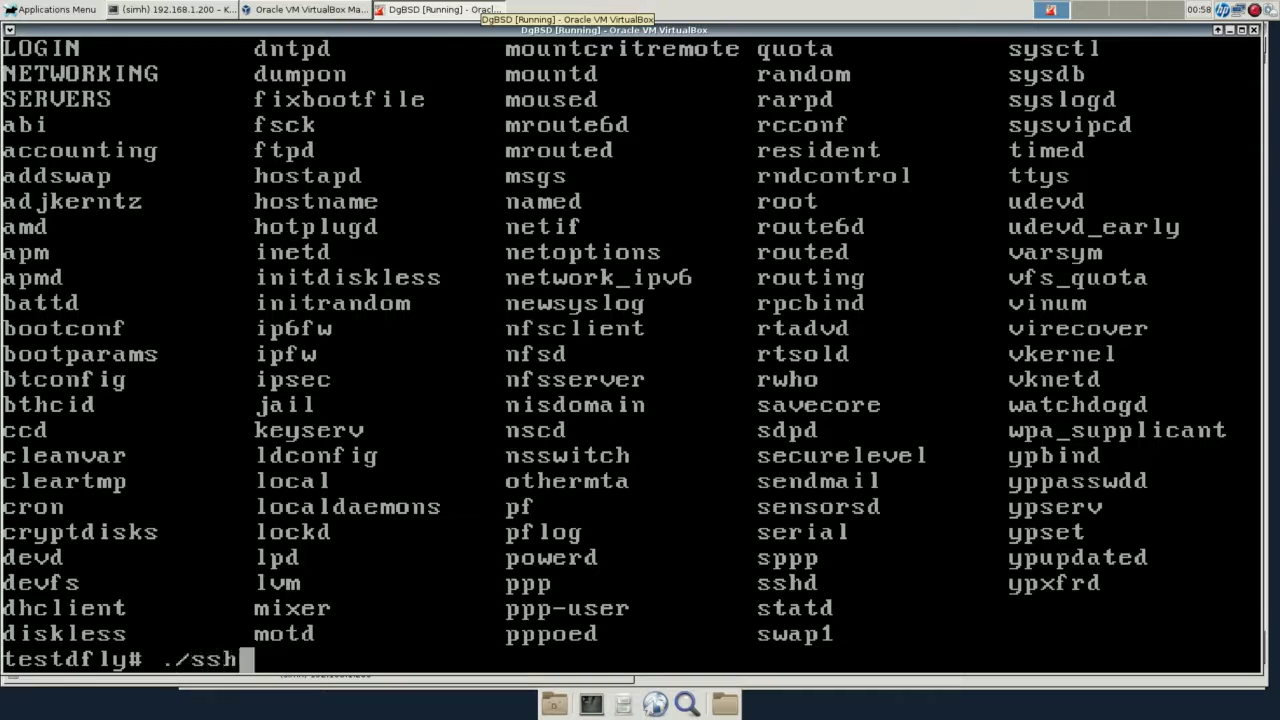 Applications Menu (simh) 192.168.1.200 – K... Oracle VM VirtualBox Ma... DgBSD [Running] - Oracl... 00:58
DgBSD [Running] - Oracle VM VirtualBox
DgBSD [Running] - Oracle VM VirtualBox
LOGIN dntpd mountcritremote quota sysctl
NETWORKING dumpon mountd random sysdb
SERVERS fixbootfile moused rarpd syslogd
abi fsck mroute6d rcconf sysvipcd
accounting ftpd mrouted resident timed
addswap hostapd msgs rndcontrol ttys
adjkerntz hostname named root udevd
amd hotplugd netif route6d udevd_early
apm inetd netoptions routed varsym
apmd initdiskless network_ipv6 routing vfs_quota
battd initrandom newsyslog rpcbind vinum
bootconf ip6fw nfsclient rtadvd virecover
bootparams ipfw nfsd rtsold vkernel
btconfig ipsec nfsserver rwho vknetd
bthcid jail nisdomain savecore watchdogd
ccd keyserv nscd sdpd wpa_supplicant
cleanvar ldconfig nsswitch securelevel ypbind
cleartmp local othermta sendmail yppasswdd
cron localdaemons pf sensorsd ypserv
cryptdisks lockd pflog serial ypset
devd lpd powerd sppp ypupdated
devfs lvm ppp sshd ypxfrd
dhclient mixer ppp-user statd
diskless motd pppoed swap1
testdfly# ./ssh